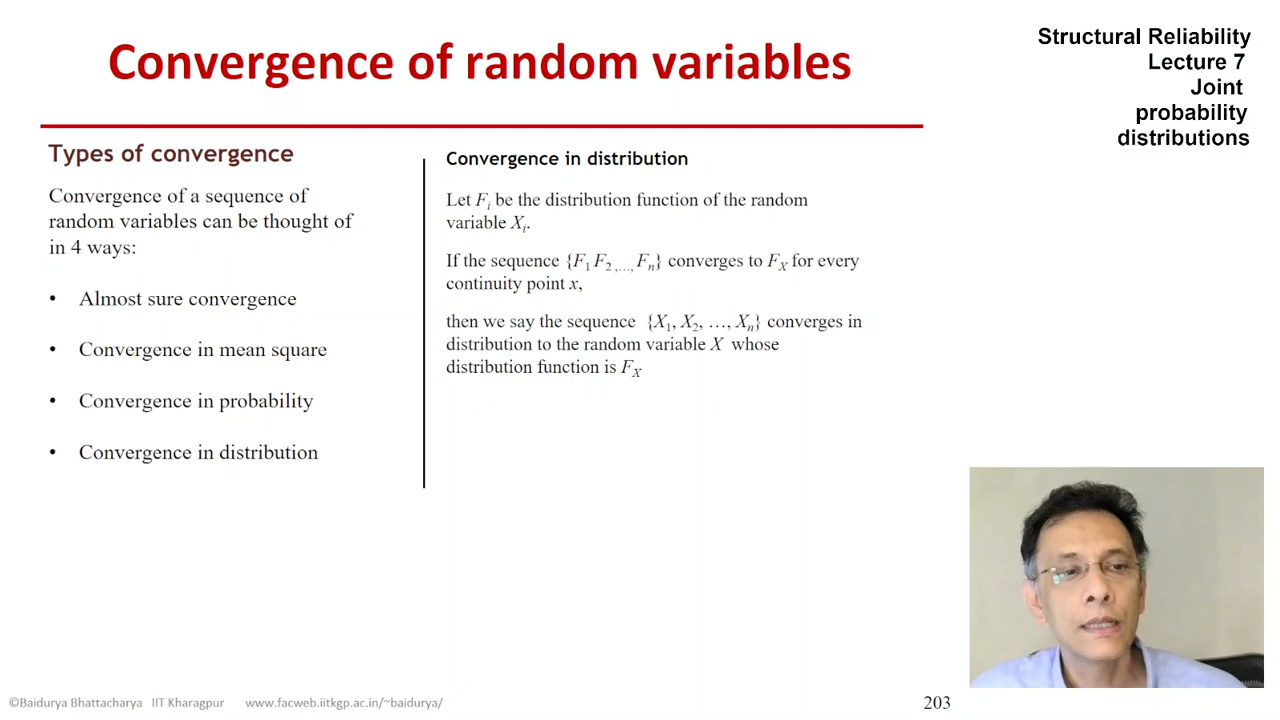 Convergence of random variables
Structural Reliability
Lecture 7
Joint
probability
distributions
Types of convergence
Convergence of a sequence of
random variables can be thought of
in 4 ways:
• Almost sure convergence
• Convergence in mean square
• Convergence in probability
• Convergence in distribution
Convergence in distribution
Let Fᵢ be the distribution function of the random
variable Xᵢ.
If the sequence {F₁ F₂ ,..., Fₙ} converges to F_X for every
continuity point x,
then we say the sequence {X₁, X₂, …, Xₙ} converges in
distribution to the random variable X whose
distribution function is F_X
©Baidurya Bhattacharya IIT Kharagpur www.facweb.iitkgp.ac.in/~baidurya/
203